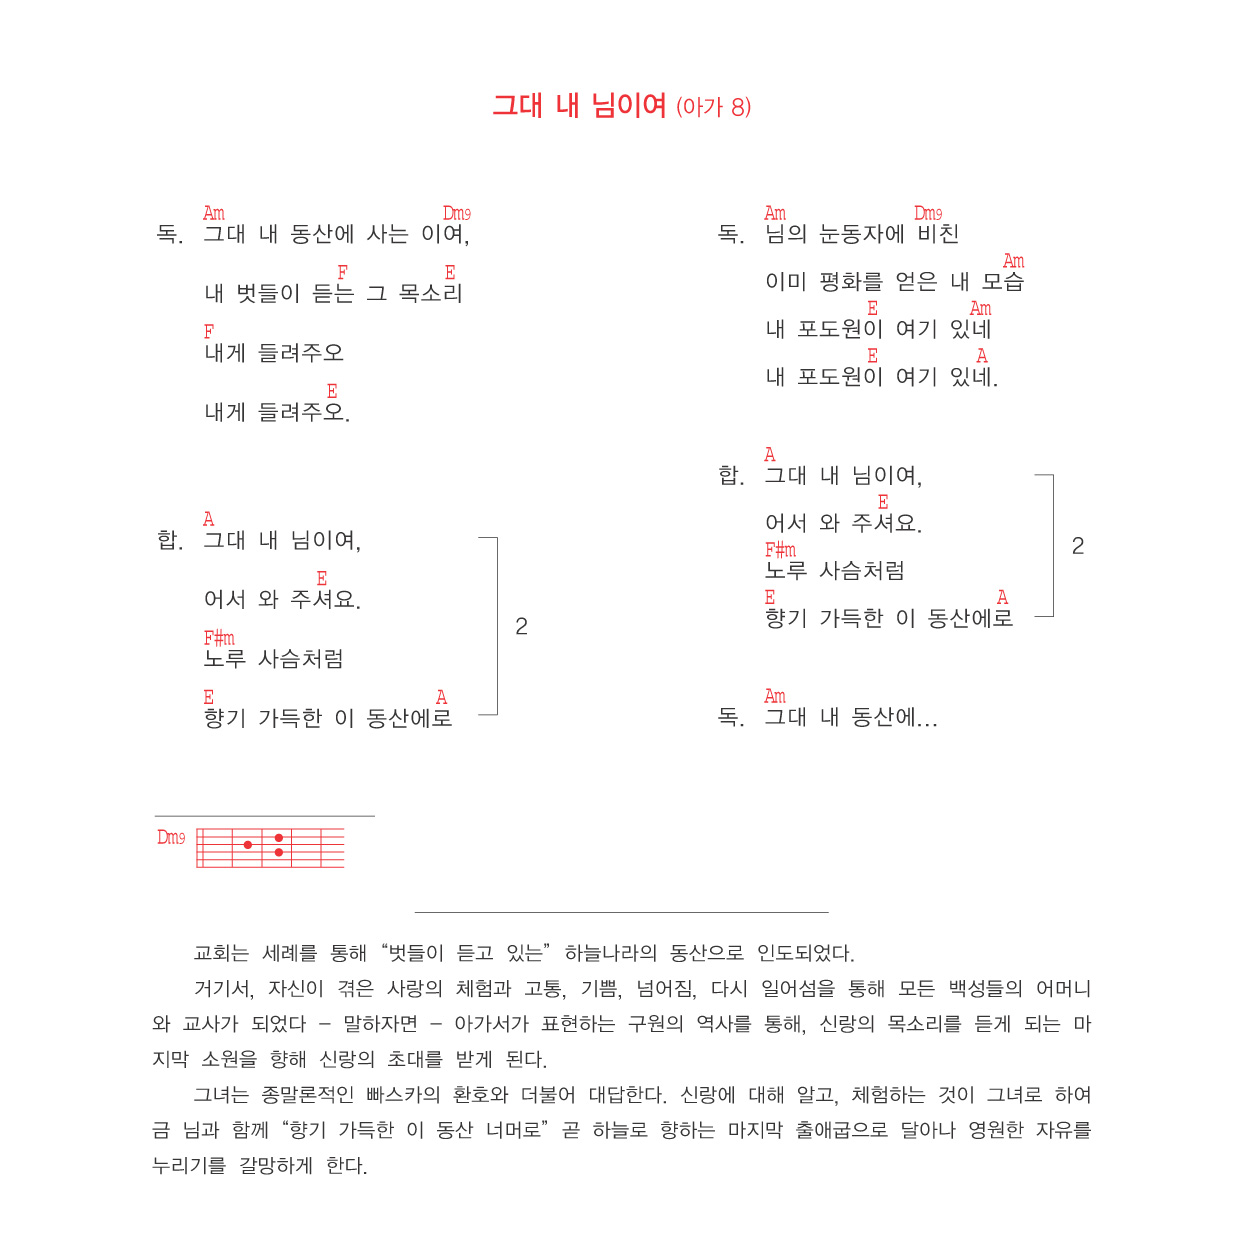 그대 내 님이여 (아가 8)
Am Dm9
독. 그대 내 동산에 사는 이여,
F E
내 벗들이 듣는 그 목소리
F
내게 들려주오
E
내게 들려주오.
A
합. 그대 내 님이여,
E
어서 와 주셔요.
F#m
노루 사슴처럼
E A
향기 가득한 이 동산에로
2
Am Dm9
독. 님의 눈동자에 비친
Am
이미 평화를 얻은 내 모습
E Am
내 포도원이 여기 있네
E A
내 포도원이 여기 있네.
A
합. 그대 내 님이여,
E
어서 와 주셔요.
F#m
노루 사슴처럼
E A
향기 가득한 이 동산에로
2
Am
독. 그대 내 동산에...
Dm9
교회는 세례를 통해 “벗들이 듣고 있는” 하늘나라의 동산으로 인도되었다.
거기서, 자신이 겪은 사랑의 체험과 고통, 기쁨, 넘어짐, 다시 일어섬을 통해 모든 백성들의 어머니
와 교사가 되었다 – 말하자면 – 아가서가 표현하는 구원의 역사를 통해, 신랑의 목소리를 듣게 되는 마
지막 소원을 향해 신랑의 초대를 받게 된다.
그녀는 종말론적인 빠스카의 환호와 더불어 대답한다. 신랑에 대해 알고, 체험하는 것이 그녀로 하여
금 님과 함께 “향기 가득한 이 동산 너머로” 곧 하늘로 향하는 마지막 출애굽으로 달아나 영원한 자유를
누리기를 갈망하게 한다.